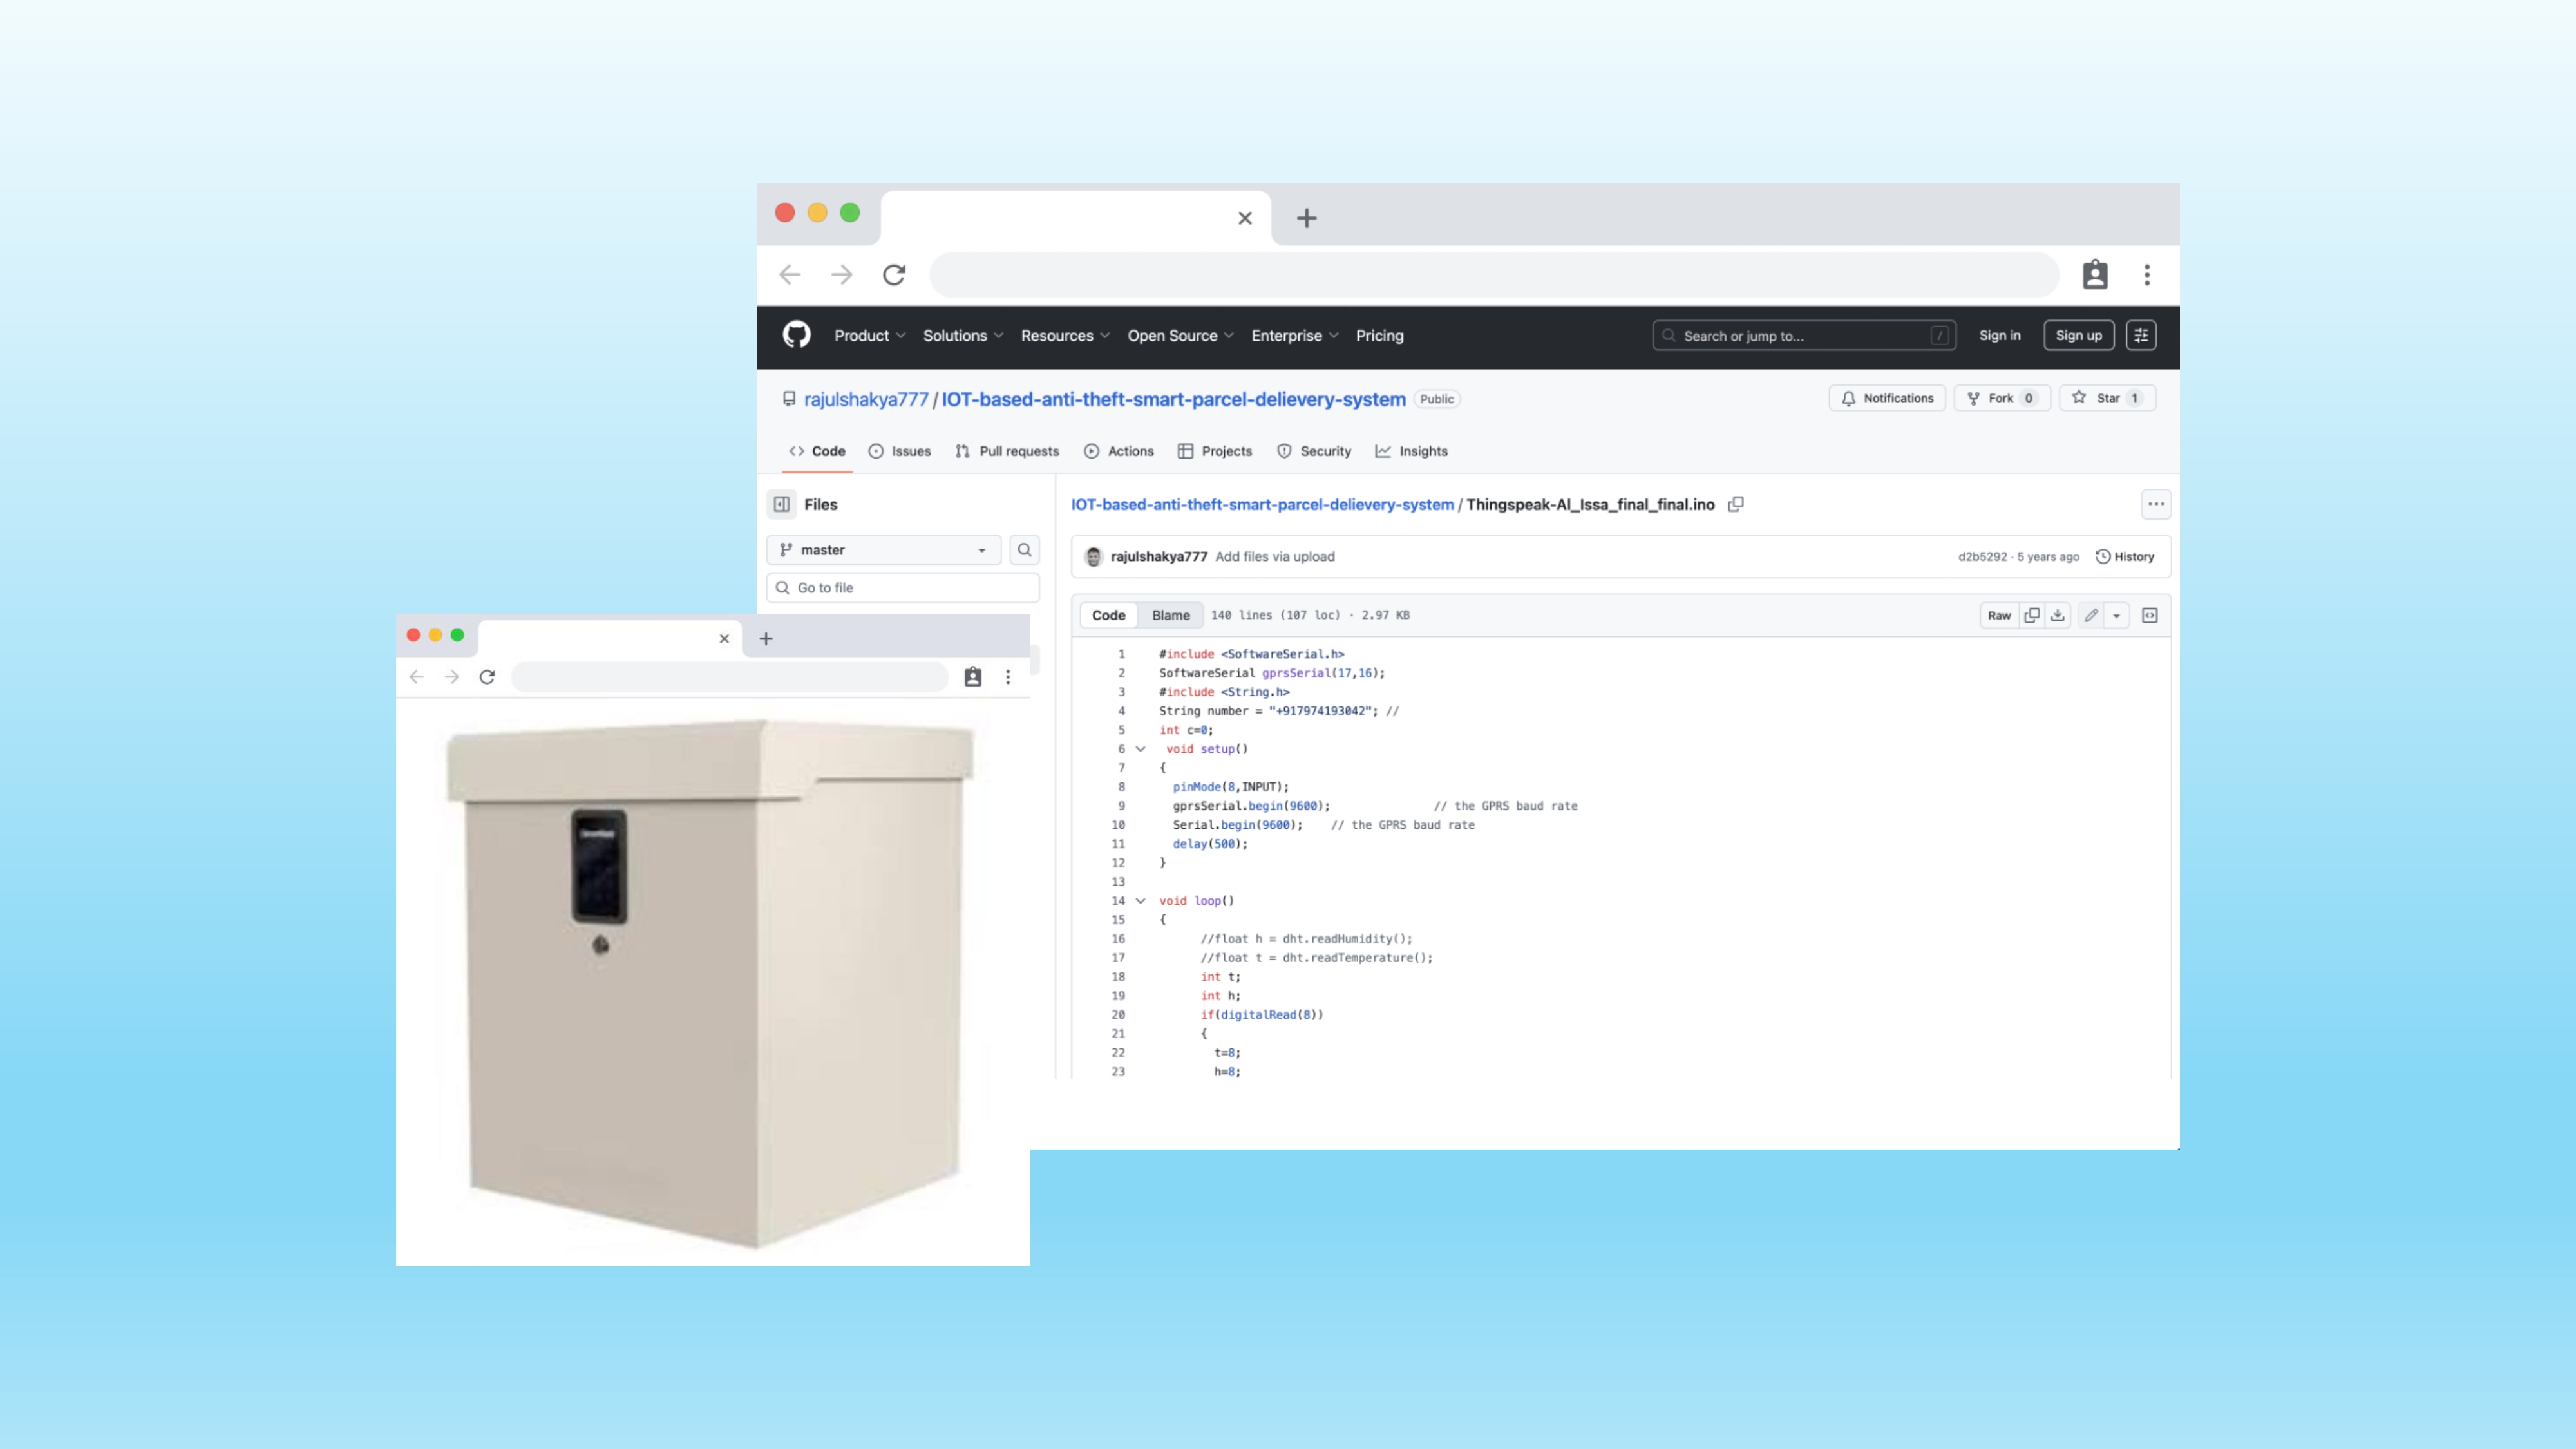 Product Solutions Resources Open Source Enterprise Pricing Search or jump to... / Sign in Sign up
rajulshakya777 / IOT-based-anti-theft-smart-parcel-delievery-system Public Notifications Fork 0 Star 1
Code Issues Pull requests Actions Projects Security Insights
Files
master
Go to file
IOT-based-anti-theft-smart-parcel-delievery-system / Thingspeak-AI_Issa_final_final.ino
rajulshakya777 Add files via upload d2b5292 · 5 years ago History
Code Blame 140 lines (107 loc) · 2.97 KB Raw
1 #include <SoftwareSerial.h>
2 SoftwareSerial gprsSerial(17,16);
3 #include <String.h>
4 String number = "+917974193042"; //
5 int c=0;
6 void setup()
7 {
8 pinMode(8,INPUT);
9 gprsSerial.begin(9600); // the GPRS baud rate
10 Serial.begin(9600); // the GPRS baud rate
11 delay(500);
12 }
13
14 void loop()
15 {
16 //float h = dht.readHumidity();
17 //float t = dht.readTemperature();
18 int t;
19 int h;
20 if(digitalRead(8))
21 {
22 t=8;
23 h=8;